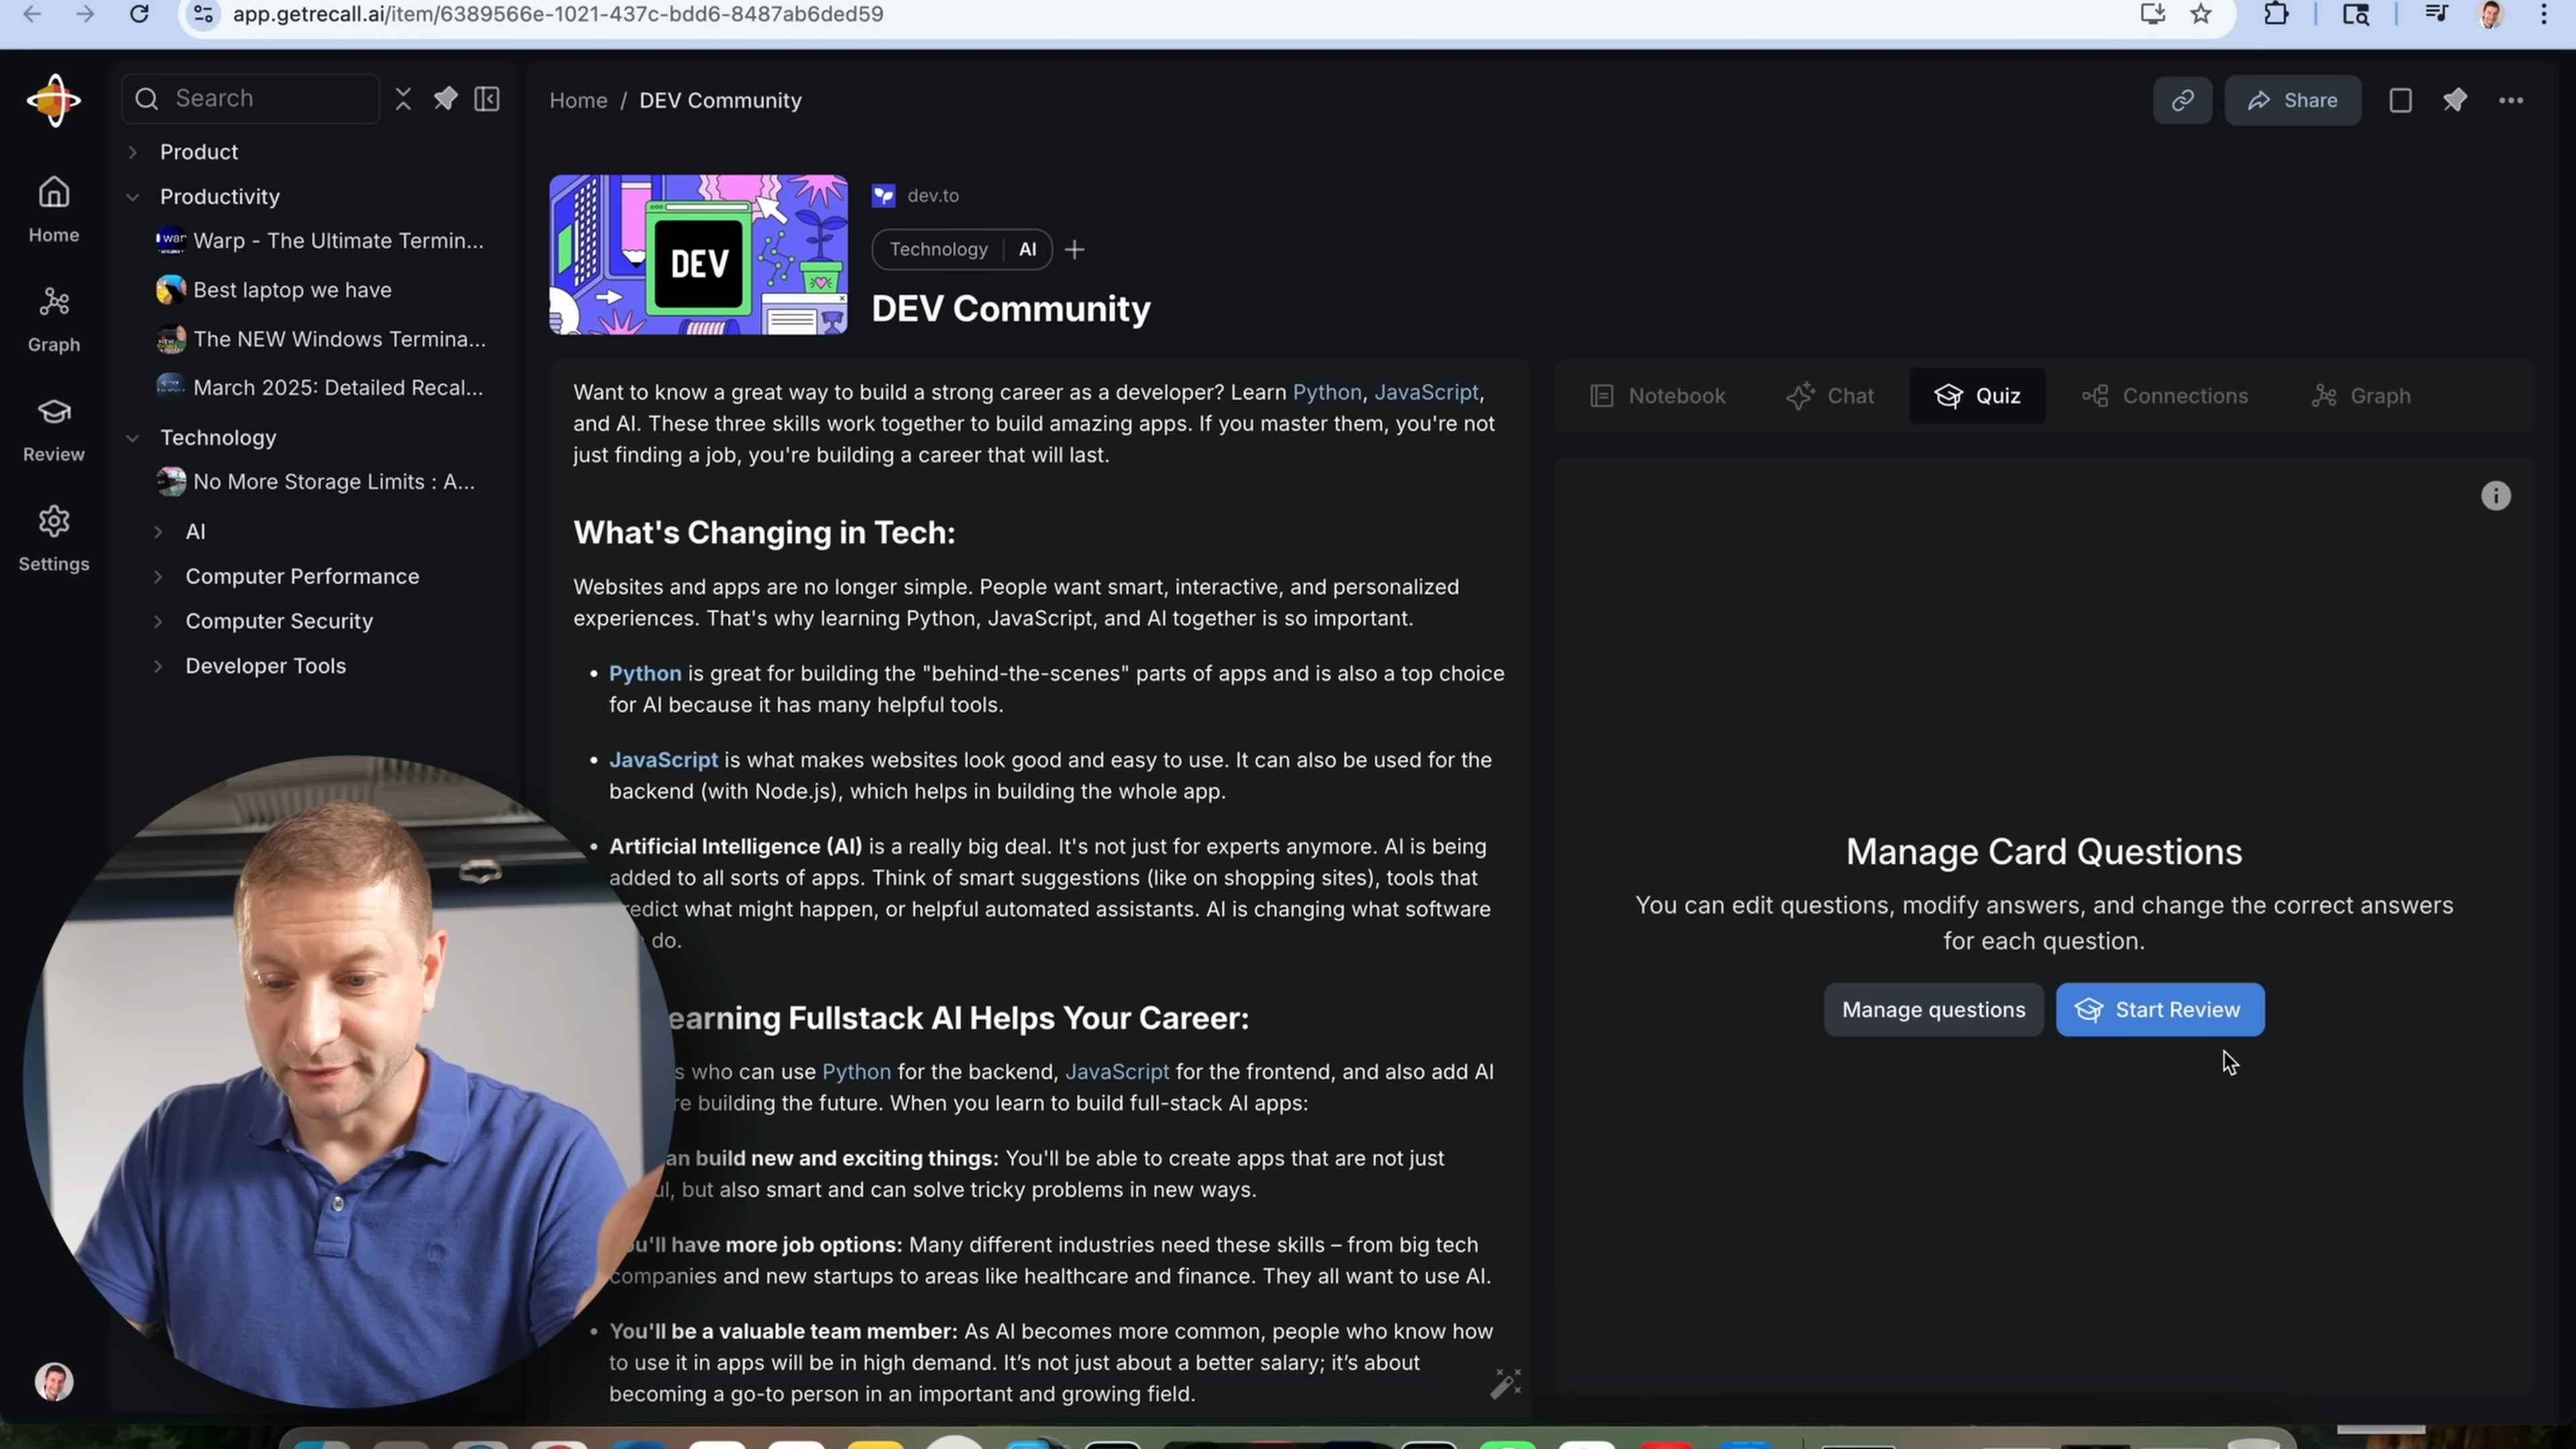 app.getrecall.ai/item/6389566e-1021-437c-bdd6-8487ab6ded59
Search
Home / DEV Community
Share
Product
Productivity
Warp - The Ultimate Termin...
Best laptop we have
The NEW Windows Termina...
March 2025: Detailed Recal...
Technology
No More Storage Limits : A...
AI
Computer Performance
Computer Security
Developer Tools
Home
Graph
Review
Settings
DEV
dev.to
Technology AI
DEV Community
Want to know a great way to build a strong career as a developer? Learn Python, JavaScript,
and AI. These three skills work together to build amazing apps. If you master them, you're not
just finding a job, you're building a career that will last.
What's Changing in Tech:
Websites and apps are no longer simple. People want smart, interactive, and personalized
experiences. That's why learning Python, JavaScript, and AI together is so important.
• Python is great for building the "behind-the-scenes" parts of apps and is also a top choice
for AI because it has many helpful tools.
• JavaScript is what makes websites look good and easy to use. It can also be used for the
backend (with Node.js), which helps in building the whole app.
• Artificial Intelligence (AI) is a really big deal. It's not just for experts anymore. AI is being
added to all sorts of apps. Think of smart suggestions (like on shopping sites), tools that
redict what might happen, or helpful automated assistants. AI is changing what software
do.
earning Fullstack AI Helps Your Career:
s who can use Python for the backend, JavaScript for the frontend, and also add AI
re building the future. When you learn to build full-stack AI apps:
an build new and exciting things: You'll be able to create apps that are not just
ul, but also smart and can solve tricky problems in new ways.
ou'll have more job options: Many different industries need these skills – from big tech
companies and new startups to areas like healthcare and finance. They all want to use AI.
• You'll be a valuable team member: As AI becomes more common, people who know how
to use it in apps will be in high demand. It’s not just about a better salary; it’s about
becoming a go-to person in an important and growing field.
Notebook
Chat
Quiz
Connections
Graph
Manage Card Questions
You can edit questions, modify answers, and change the correct answers
for each question.
Manage questions
Start Review